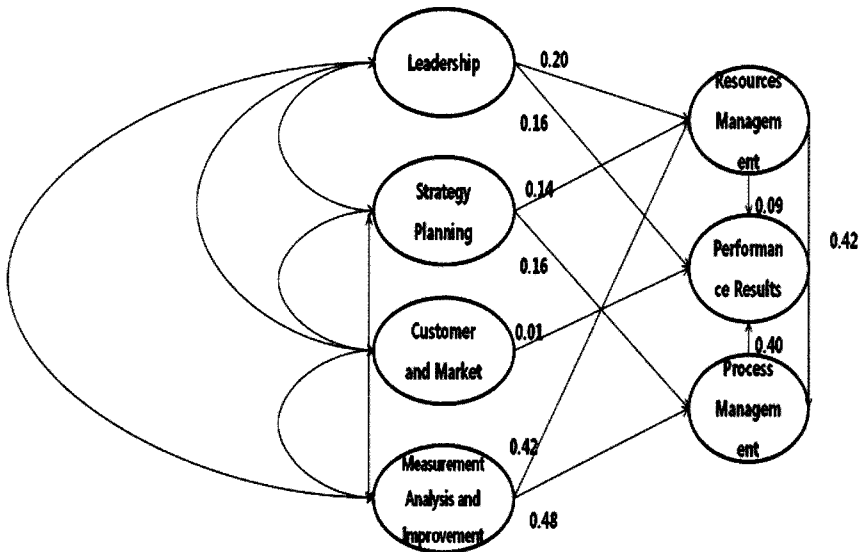 Leadership
0.20
Resources
Managem
ent
0.16
Strategy
Planning
0.14
0.09
Performan
ce Results
0.42
0.16
Customer
and Market
0.01
0.40
Process
Managem
ent
Measurement
Analysis and
Improvement
0.42
0.48